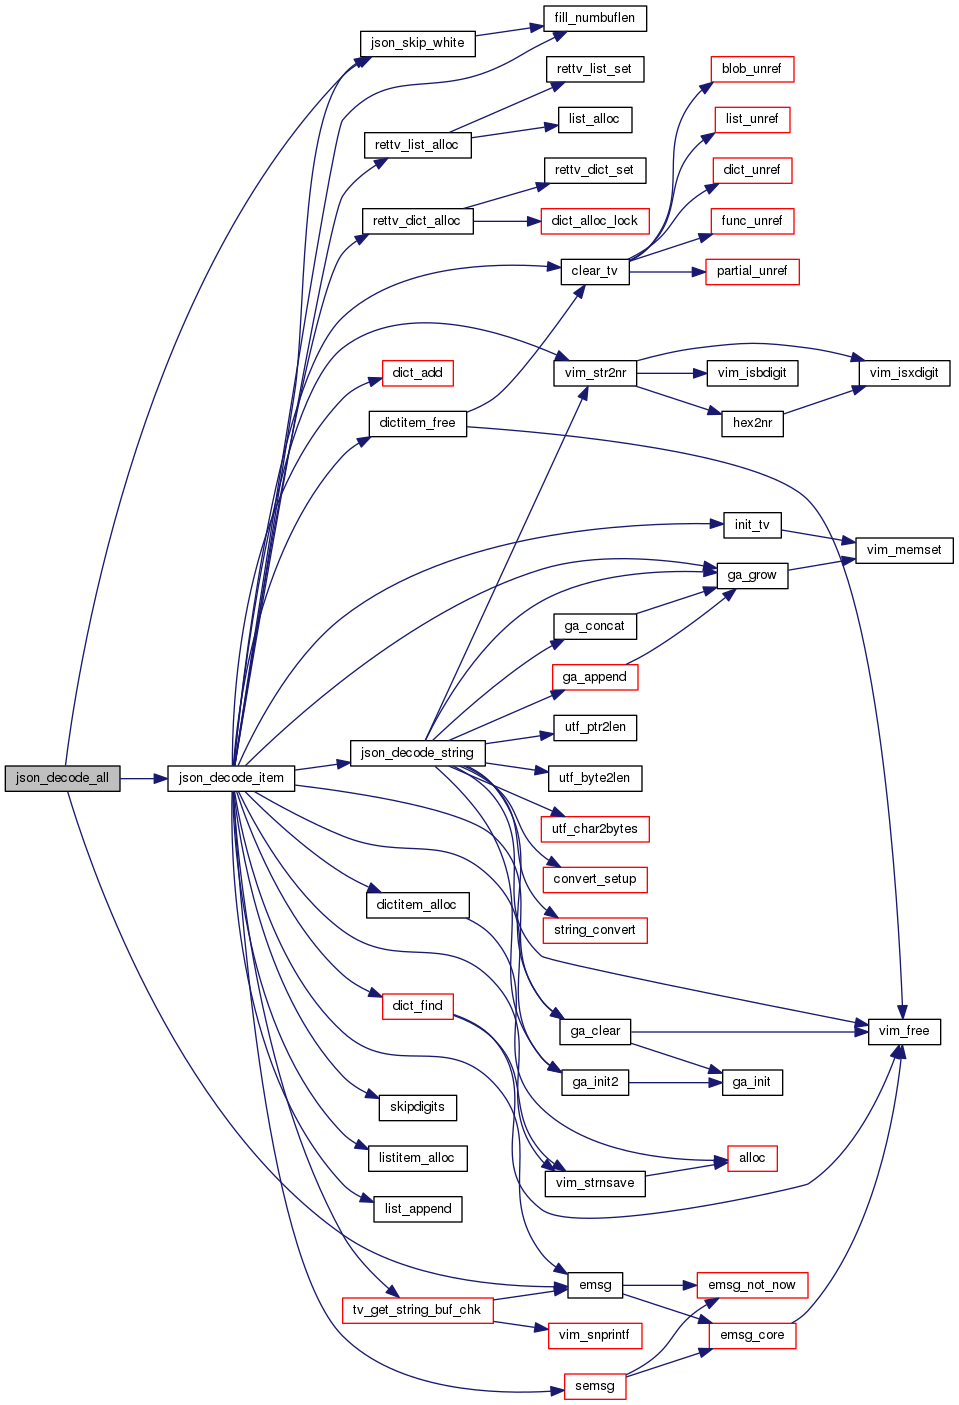 fill_numbuflen
json_skip_white
rettv_list_set
blob_unref
list_alloc
list_unref
rettv_list_alloc
rettv_dict_set
dict_unref
rettv_dict_alloc
dict_alloc_lock
func_unref
clear_tv
partial_unref
dict_add
vim_str2nr
vim_isbdigit
vim_isxdigit
dictitem_free
hex2nr
init_tv
vim_memset
ga_grow
ga_concat
ga_append
utf_ptr2len
json_decode_string
json_decode_all
json_decode_item
utf_byte2len
utf_char2bytes
convert_setup
dictitem_alloc
string_convert
dict_find
ga_clear
vim_free
ga_init2
ga_init
skipdigits
listitem_alloc
alloc
vim_strnsave
list_append
emsg
emsg_not_now
tv_get_string_buf_chk
vim_snprintf
emsg_core
semsg